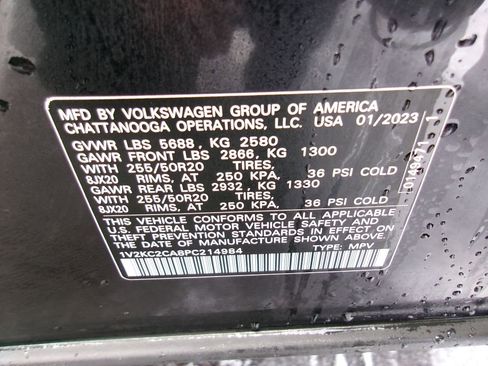 MFD BY VOLKSWAGEN GROUP OF AMERICA
CHATTANOOGA OPERATIONS, LLC. USA 01/2023
GVWR LBS 5688, KG 2580
GAWR FRONT LBS 2866, KG 1300
WITH 255/50R20 TIRES,
8JX20 RIMS, AT 250 KPA, 36 PSI COLD
GAWR REAR LBS 2932, KG 1330
WITH 255/50R20 TIRES,
8JX20 RIMS, AT 250 KPA, 36 PSI COLD
THIS VEHICLE CONFORMS TO ALL APPLICABLE
U.S. FEDERAL MOTOR VEHICLE SAFETY AND
THEFT PREVENTION STANDARDS IN EFFECT ON
THE DATE OF MANUFACTURE SHOWN ABOVE.
1V2KC2CA8PC214984 TYPE: MPV
0149471 1